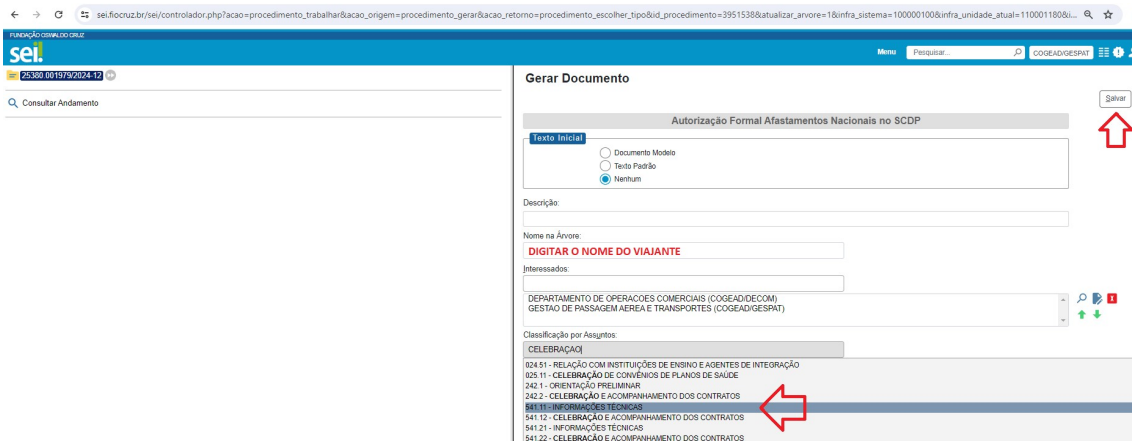 sei.fiocruz.br/sei/controlador.php?acao=procedimento_trabalhar&acao_origem=procedimento_gerar&acao_retorno=procedimento_escolher_tipo&id_procedimento=3951538&atualizar_arvore=1&infra_sistema=100000100&infra_unidade_atual=110001180&i...
FUNDAÇÃO OSWALDO CRUZ
sei!
Menu
Pesquisar...
COGEAD/GESPAT
25380.001979/2024-12
Consultar Andamento
Gerar Documento
Salvar
Autorização Formal Afastamentos Nacionais no SCDP
Texto Inicial
Documento Modelo
Texto Padrão
Nenhum
Descrição:
Nome na Árvore:
DIGITAR O NOME DO VIAJANTE
Interessados:
DEPARTAMENTO DE OPERACOES COMERCIAIS (COGEAD/DECOM)
GESTAO DE PASSAGEM AEREA E TRANSPORTES (COGEAD/GESPAT)
Classificação por Assuntos:
CELEBRAÇAO
024.51 - RELAÇÃO COM INSTITUIÇÕES DE ENSINO E AGENTES DE INTEGRAÇÃO
025.11 - CELEBRAÇÃO DE CONVÊNIOS DE PLANOS DE SAÚDE
242.1 - ORIENTAÇÃO PRELIMINAR
242.2 - CELEBRAÇÃO E ACOMPANHAMENTO DOS CONTRATOS
541.11 - INFORMAÇÕES TÉCNICAS
541.12 - CELEBRAÇÃO E ACOMPANHAMENTO DOS CONTRATOS
541.21 - INFORMAÇÕES TÉCNICAS
541.22 - CELEBRAÇÃO E ACOMPANHAMENTO DOS CONTRATOS